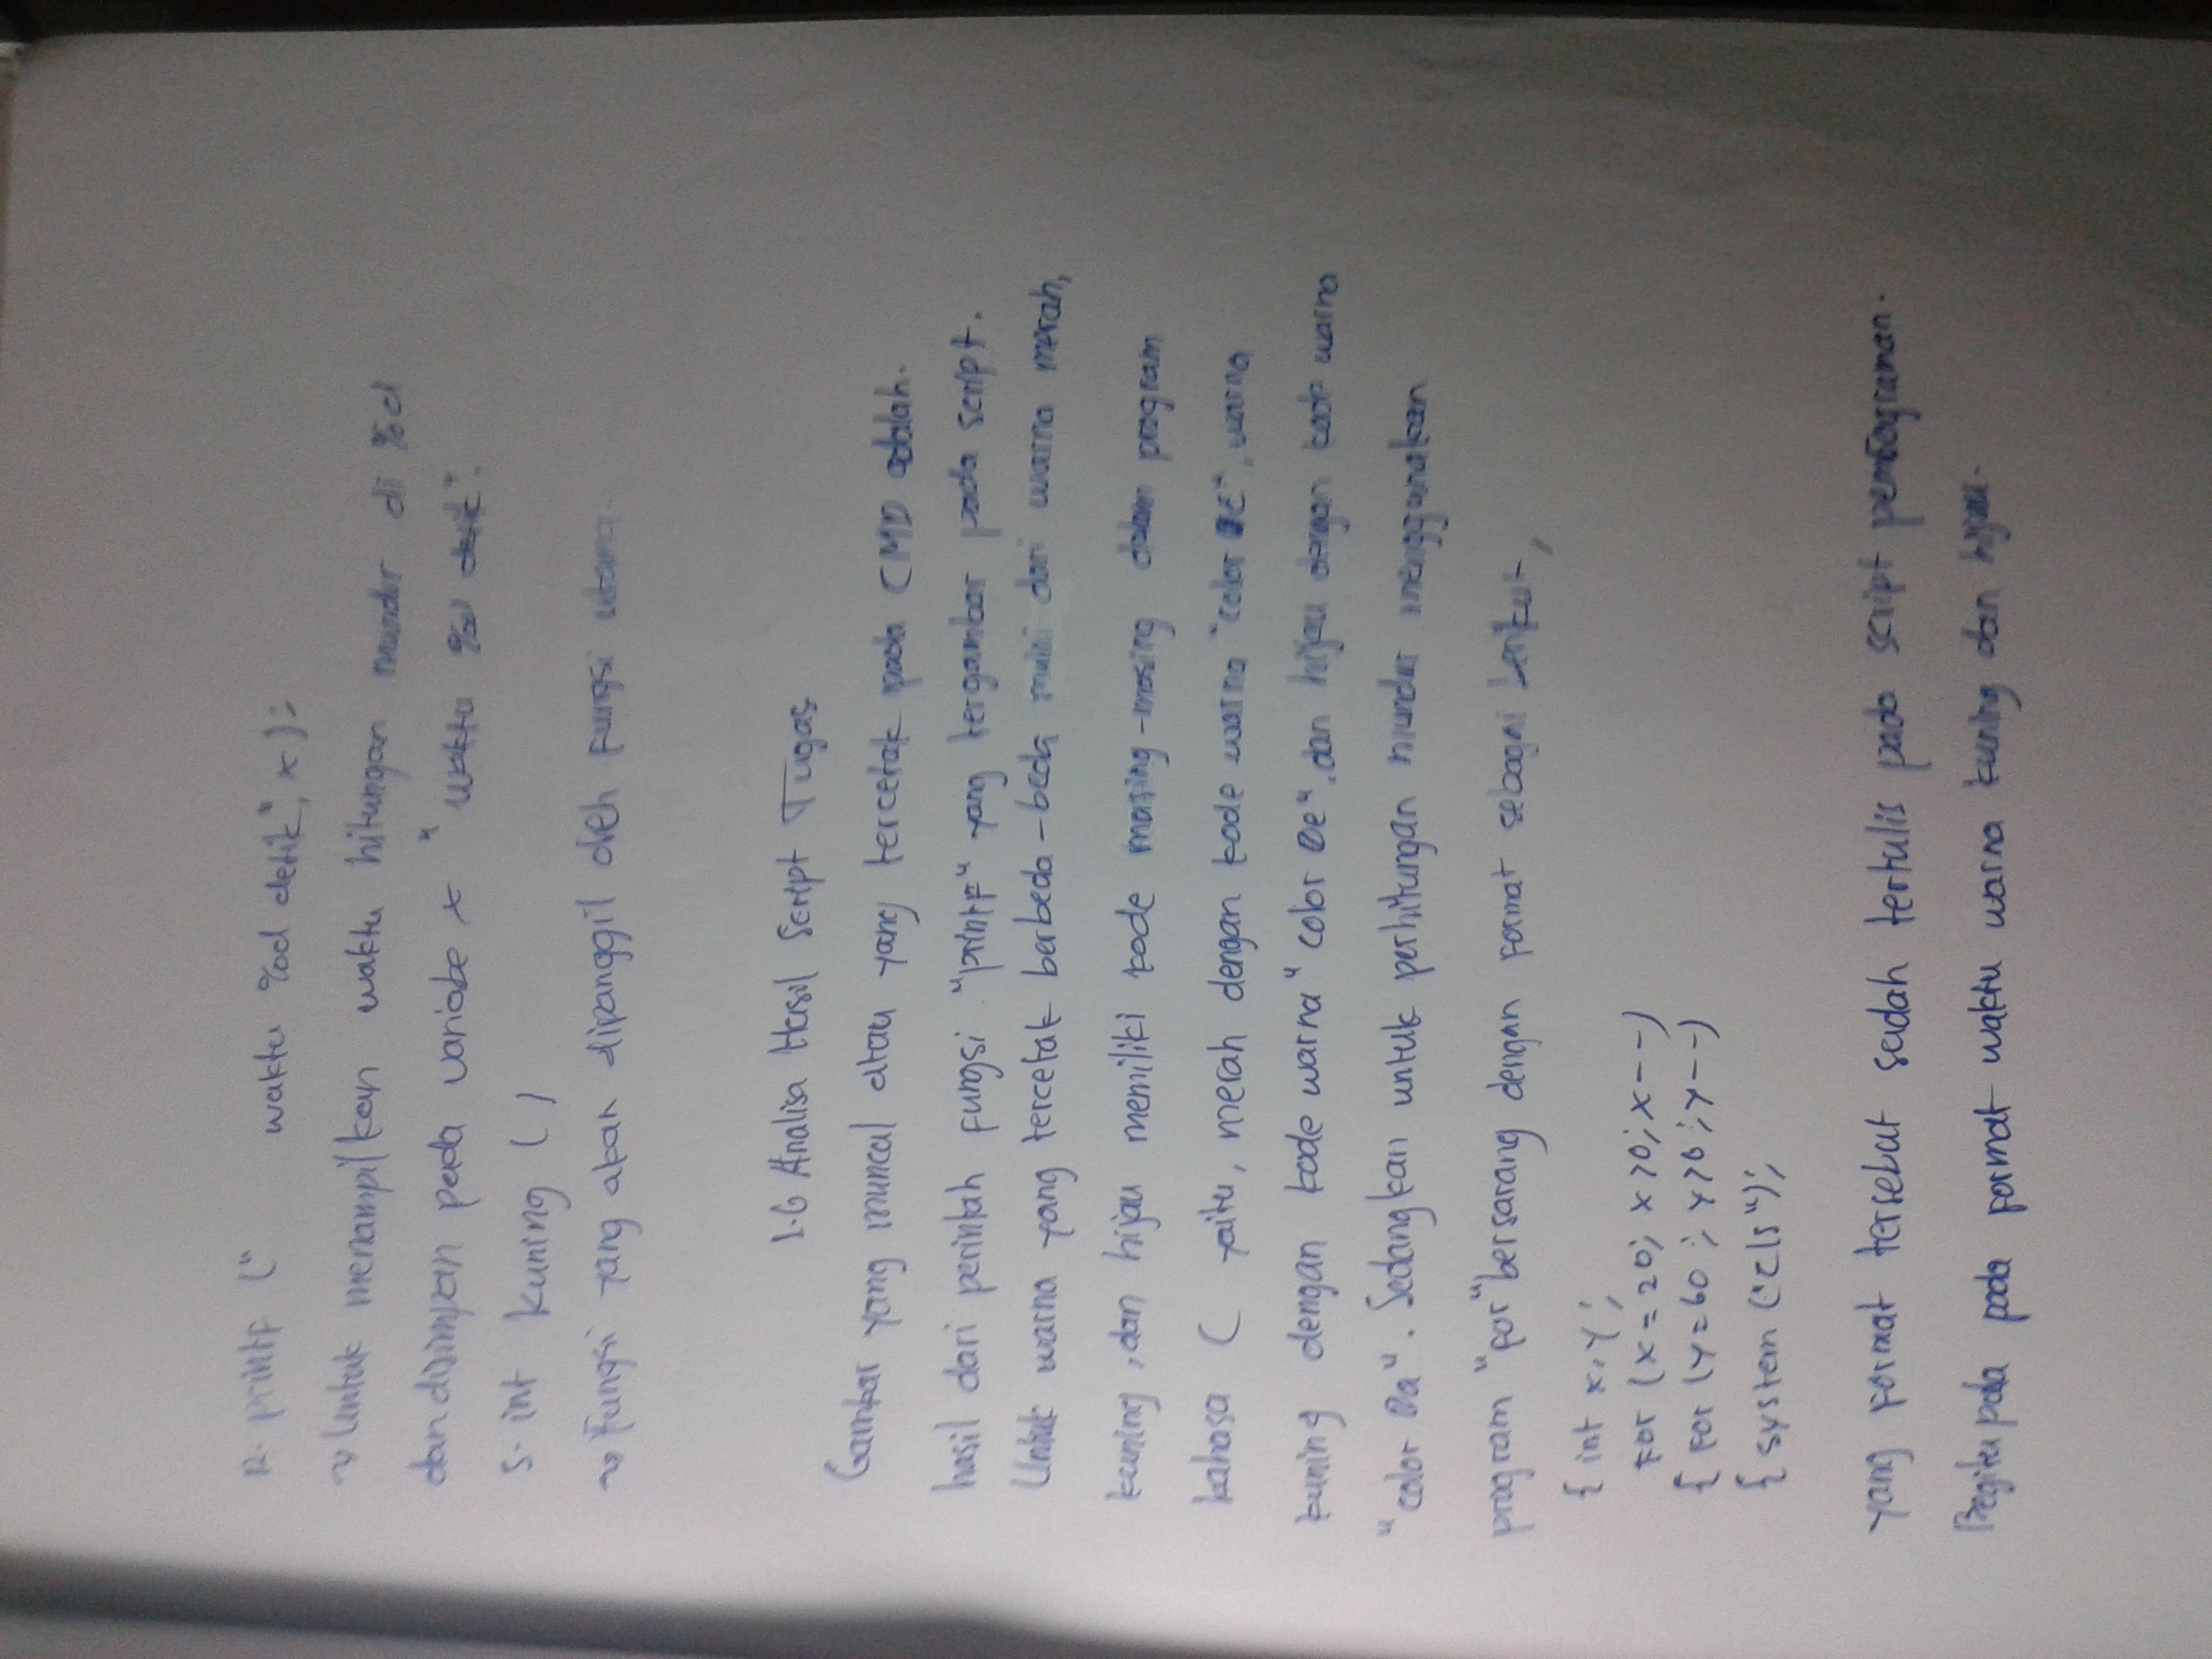 R. printf ("      waktu %d detik", x);
~> Untuk menampilkan waktu hitungan mundur di %d
dan disimpan pada variabe x "waktu %d detik".
S. int kuning ( )
~> Fungsi yang akan dipanggil oleh fungsi utama.
1.6 Analisa Hasil Script Tugas
Gambar yang muncul atau yang tercetak pada CMD adalah.
hasil dari perintah fungsi "printf" yang tergambar pada script.
Untuk warna yang tercetak berbeda-beda mulai dari warna merah,
kuning, dan hijau memiliki kode masing-masing dalam program
bahasa C yaitu, merah dengan kode warna "color", warna
kuning dengan kode warna "color 0e", dan hijau dengan kode warna
"color 0a". Sedangkan untuk perhitungan mundur menggunakan
program "for" bersarang dengan format sebagai berikut,
{ int x,y;
for (x=20; x>0; x--)
{ for (y=60; y>0; y--)
{ system ("cls");
yang format tersebut sudah tertulis pada script
Begitu pula pada format waktu warna kuning dan hijau.